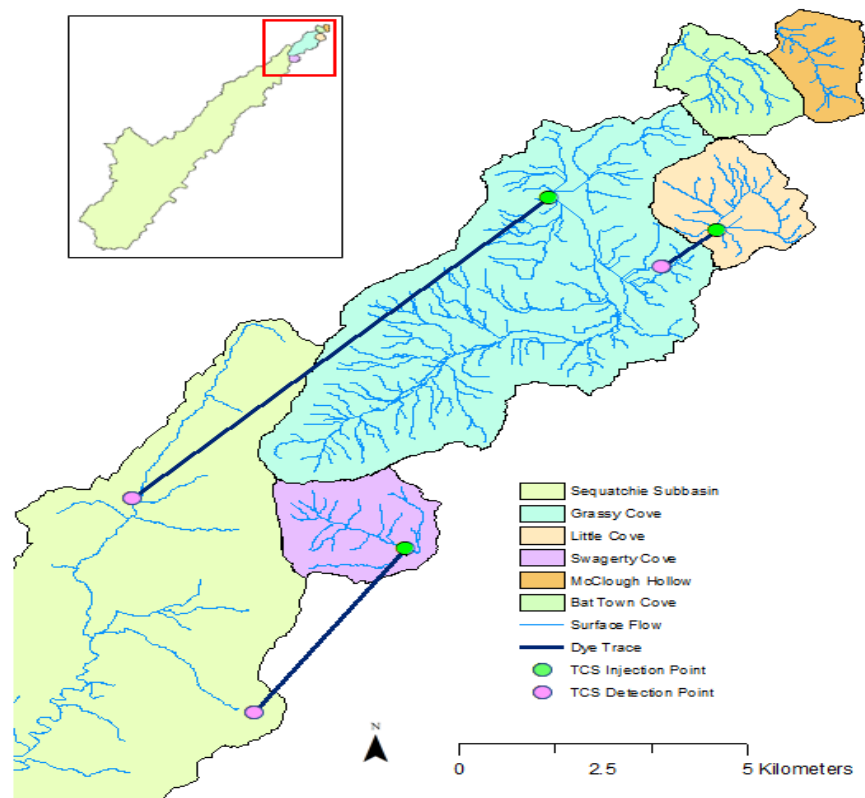 Sequatchie Subbasin
Grassy Cove
Little Cove
Swagerty Cove
McClough Hollow
Bat Town Cove
Surface Flow
Dye Trace
TCS Injection Point
TCS Detection Point
N
0 2.5 5 Kilometers